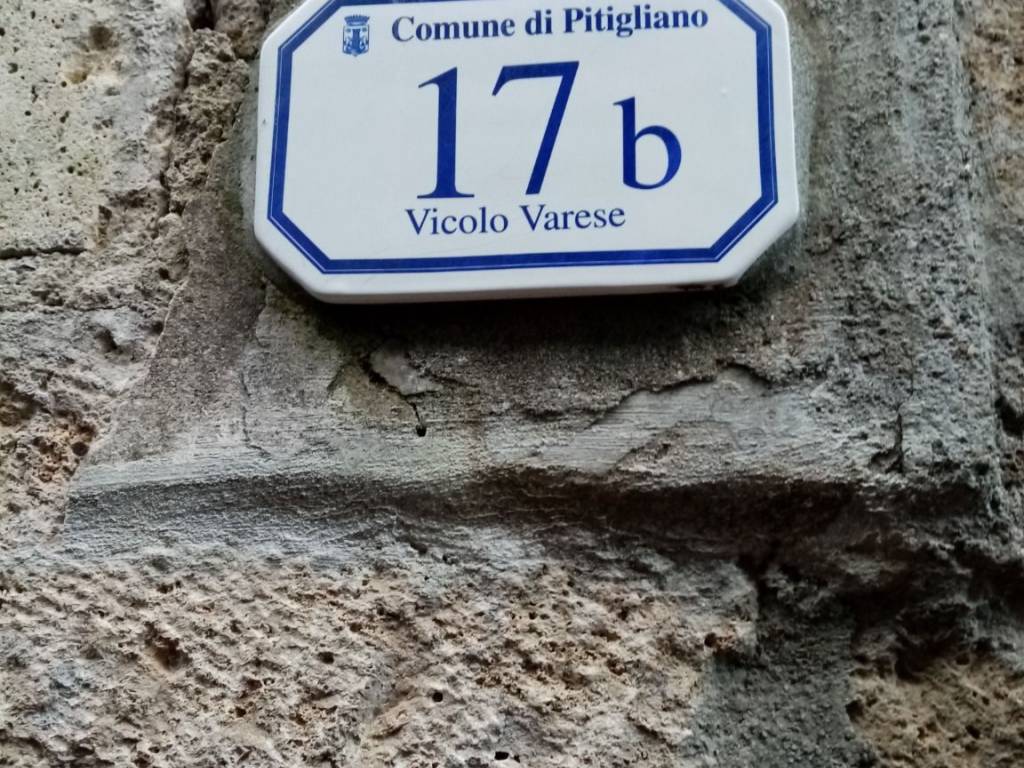 Comune di Pitigliano
17 b
Vicolo Varese